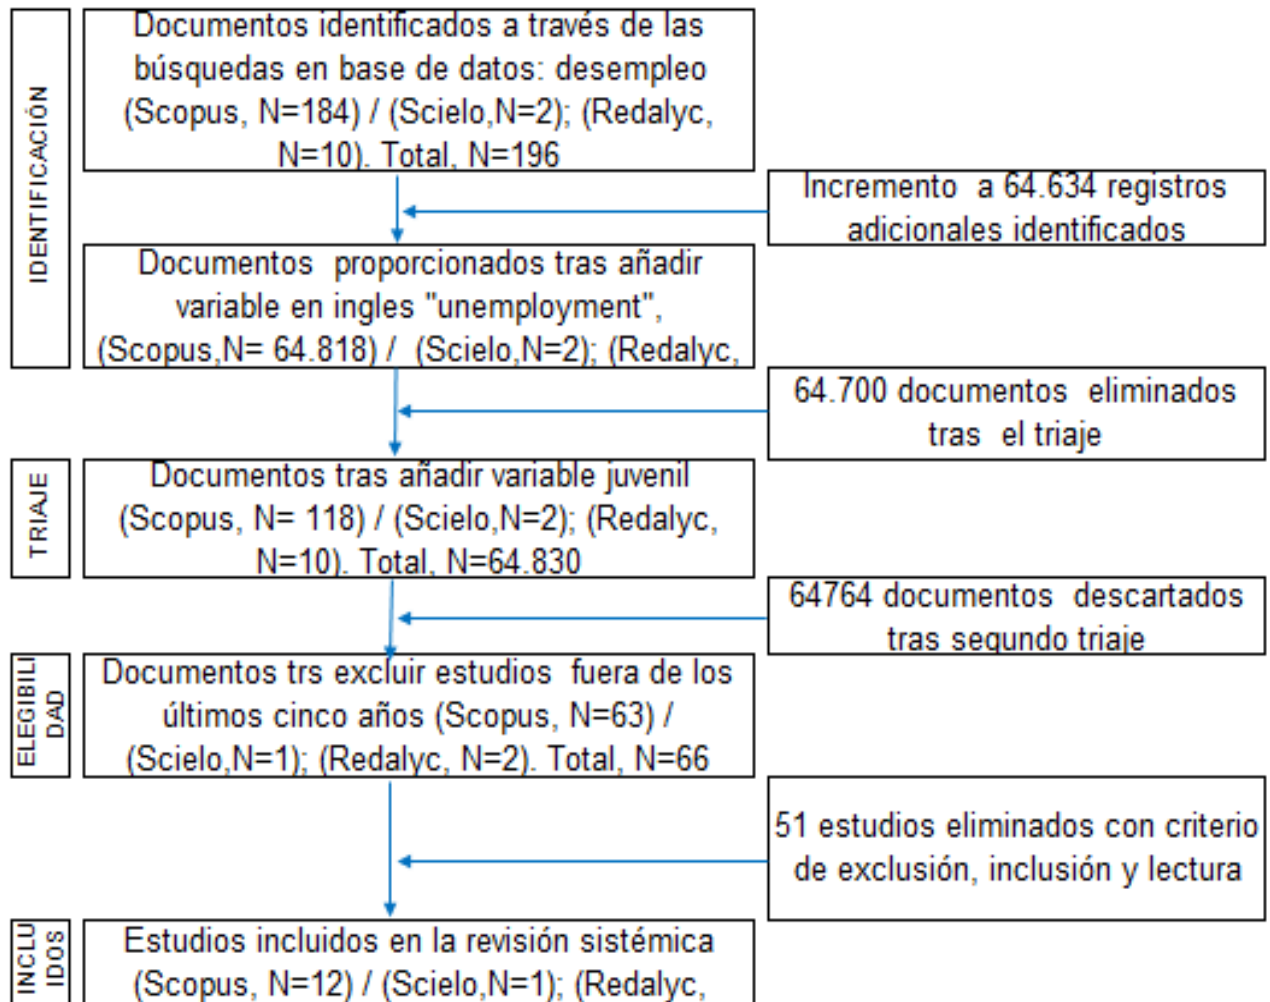 IDENTIFICACIÓN
Documentos identificados a través de las
búsquedas en base de datos: desempleo
(Scopus, N=184) / (Scielo,N=2); (Redalyc,
N=10). Total, N=196
Incremento a 64.634 registros
adicionales identificados
Documentos proporcionados tras añadir
variable en ingles "unemployment",
(Scopus,N= 64.818) / (Scielo,N=2); (Redalyc,
64.700 documentos eliminados
tras el triaje
TRIAJE
Documentos tras añadir variable juvenil
(Scopus, N= 118) / (Scielo,N=2); (Redalyc,
N=10). Total, N=64.830
64764 documentos descartados
tras segundo triaje
ELEGIBILI
DAD
Documentos trs excluir estudios fuera de los
últimos cinco años (Scopus, N=63) /
(Scielo,N=1); (Redalyc, N=2). Total, N=66
51 estudios eliminados con criterio
de exclusión, inclusión y lectura
INCLU
IDOS
Estudios incluidos en la revisión sistémica
(Scopus, N=12) / (Scielo,N=1); (Redalyc,